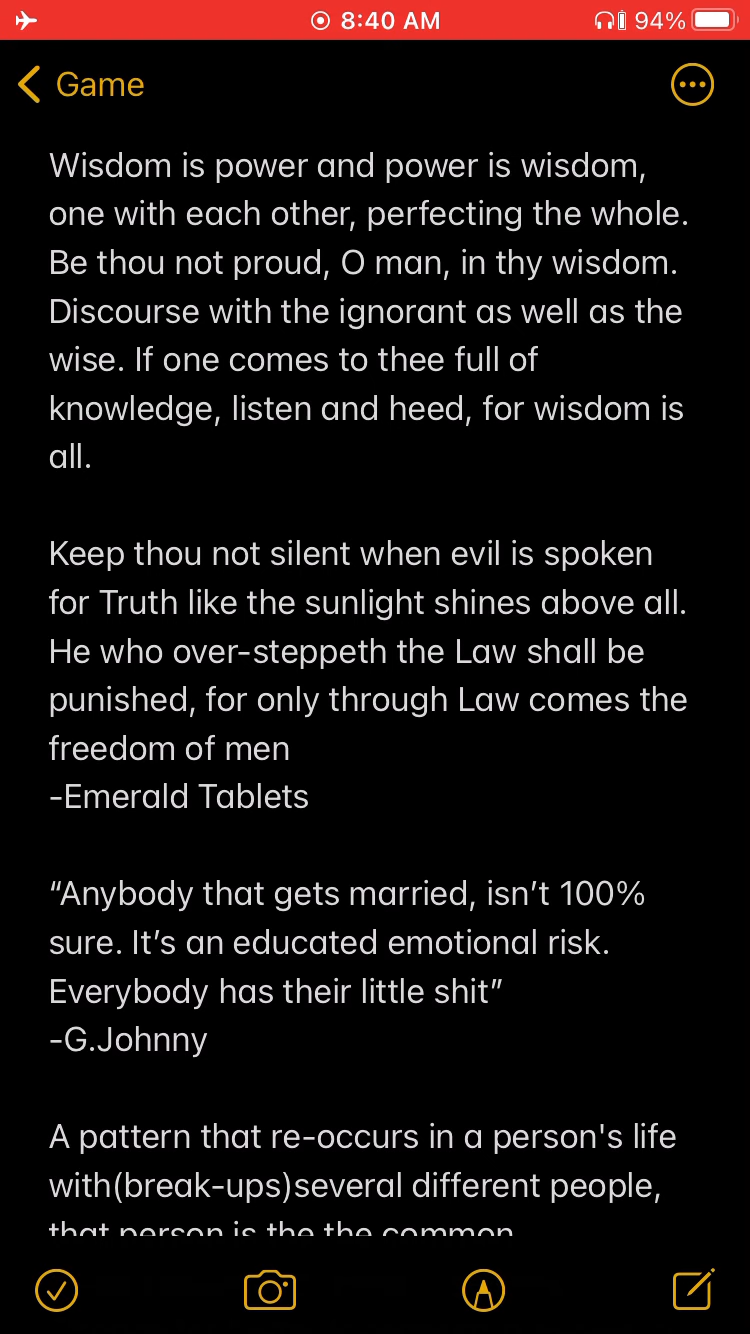 8:40 AM
94%
Game
Wisdom is power and power is wisdom,
one with each other, perfecting the whole.
Be thou not proud, O man, in thy wisdom.
Discourse with the ignorant as well as the
wise. If one comes to thee full of
knowledge, listen and heed, for wisdom is
all.
Keep thou not silent when evil is spoken
for Truth like the sunlight shines above all.
He who over-steppeth the Law shall be
punished, for only through Law comes the
freedom of men
-Emerald Tablets
“Anybody that gets married, isn’t 100%
sure. It’s an educated emotional risk.
Everybody has their little shit”
-G.Johnny
A pattern that re-occurs in a person's life
with(break-ups)several different people,
that person is the the common